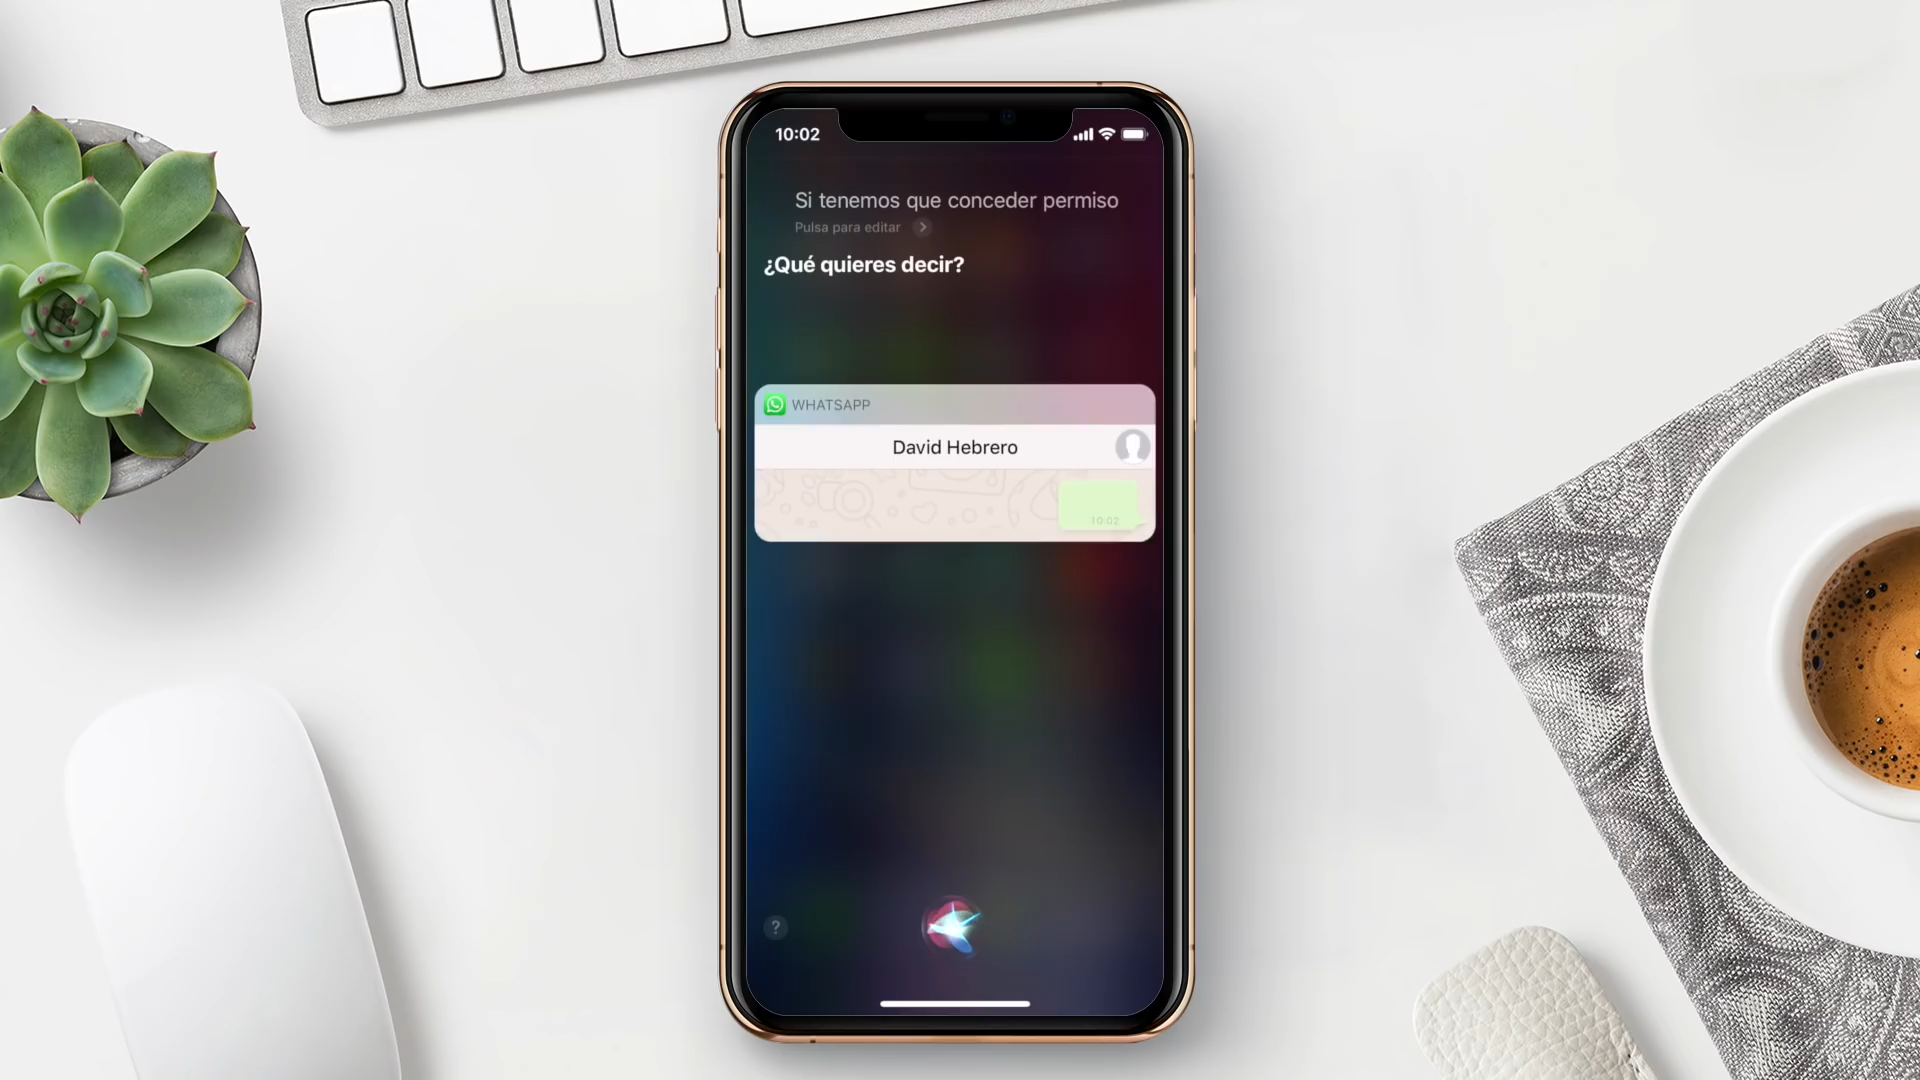 10:02
Si tenemos que conceder permiso
Pulsa para editar
¿Qué quieres decir?
WHATSAPP
David Hebrero
10:02
?